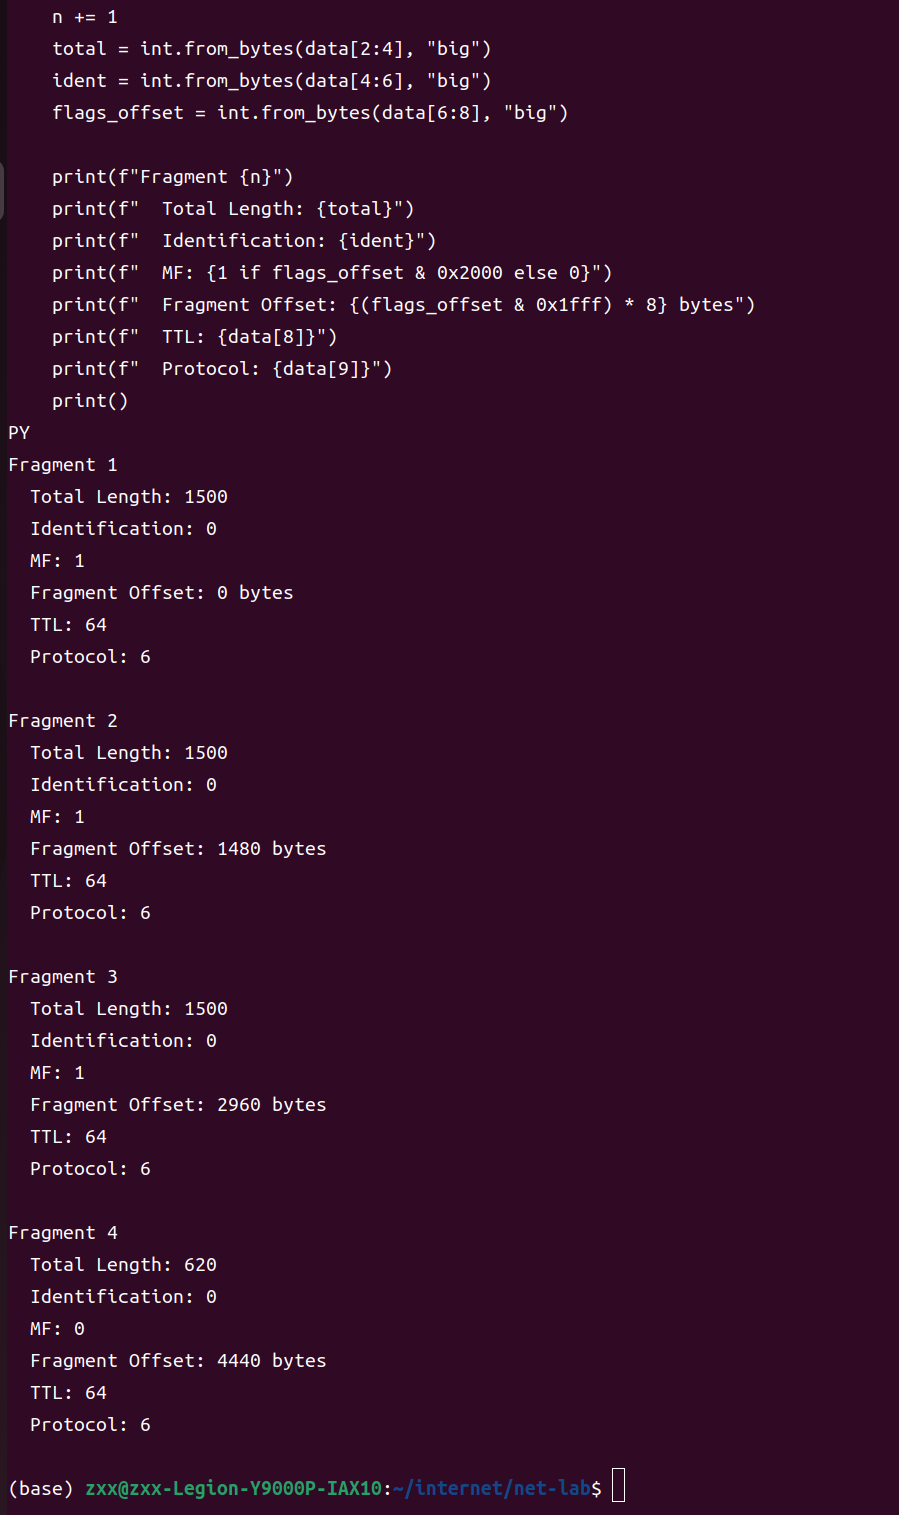 n += 1
    total = int.from_bytes(data[2:4], "big")
    ident = int.from_bytes(data[4:6], "big")
    flags_offset = int.from_bytes(data[6:8], "big")

    print(f"Fragment {n}")
    print(f"  Total Length: {total}")
    print(f"  Identification: {ident}")
    print(f"  MF: {1 if flags_offset & 0x2000 else 0}")
    print(f"  Fragment Offset: {(flags_offset & 0x1fff) * 8} bytes")
    print(f"  TTL: {data[8]}")
    print(f"  Protocol: {data[9]}")
    print()
PY
Fragment 1
  Total Length: 1500
  Identification: 0
  MF: 1
  Fragment Offset: 0 bytes
  TTL: 64
  Protocol: 6

Fragment 2
  Total Length: 1500
  Identification: 0
  MF: 1
  Fragment Offset: 1480 bytes
  TTL: 64
  Protocol: 6

Fragment 3
  Total Length: 1500
  Identification: 0
  MF: 1
  Fragment Offset: 2960 bytes
  TTL: 64
  Protocol: 6

Fragment 4
  Total Length: 620
  Identification: 0
  MF: 0
  Fragment Offset: 4440 bytes
  TTL: 64
  Protocol: 6

(base) zxx@zxx-Legion-Y9000P-IAX10:~/internet/net-lab$